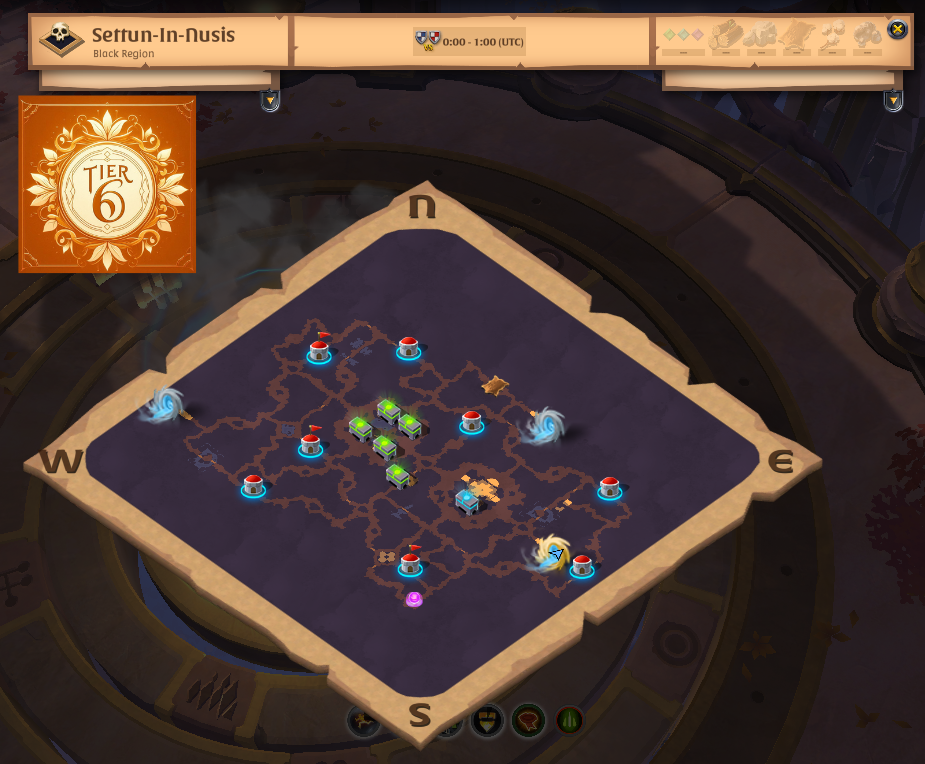 Settun-In-Nusis
Black Region
0:00 - 1:00 (UTC)
TIER
6
N
W
E
S